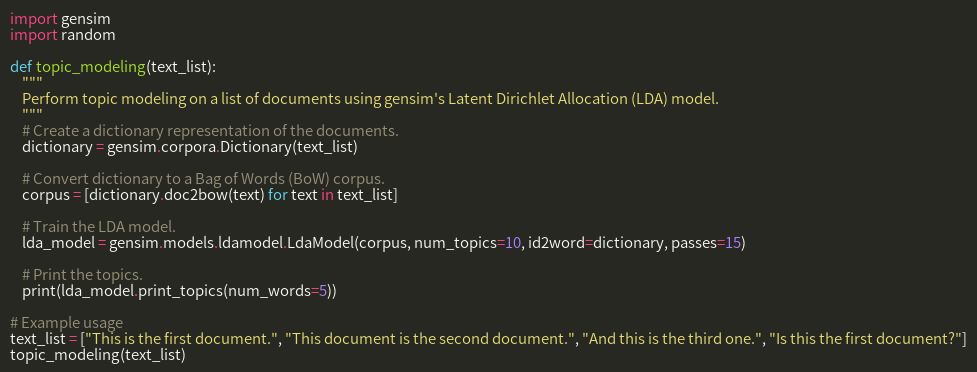 import gensim
import random
def topic_modeling(text_list):
"""
Perform topic modeling on a list of documents using gensim's Latent Dirichlet Allocation (LDA) model.
"""
# Create a dictionary representation of the documents.
dictionary = gensim.corpora.Dictionary(text_list)
# Convert dictionary to a Bag of Words (BoW) corpus.
corpus = [dictionary.doc2bow(text) for text in text_list]
# Train the LDA model.
lda_model = gensim.models.ldamodel.LdaModel(corpus, num_topics=10, id2word=dictionary, passes=15)
# Print the topics.
print(lda_model.print_topics(num_words=5))
# Example usage
text_list = ["This is the first document.", "This document is the second document.", "And this is the third one.", "Is this the first document?"]
topic_modeling(text_list)